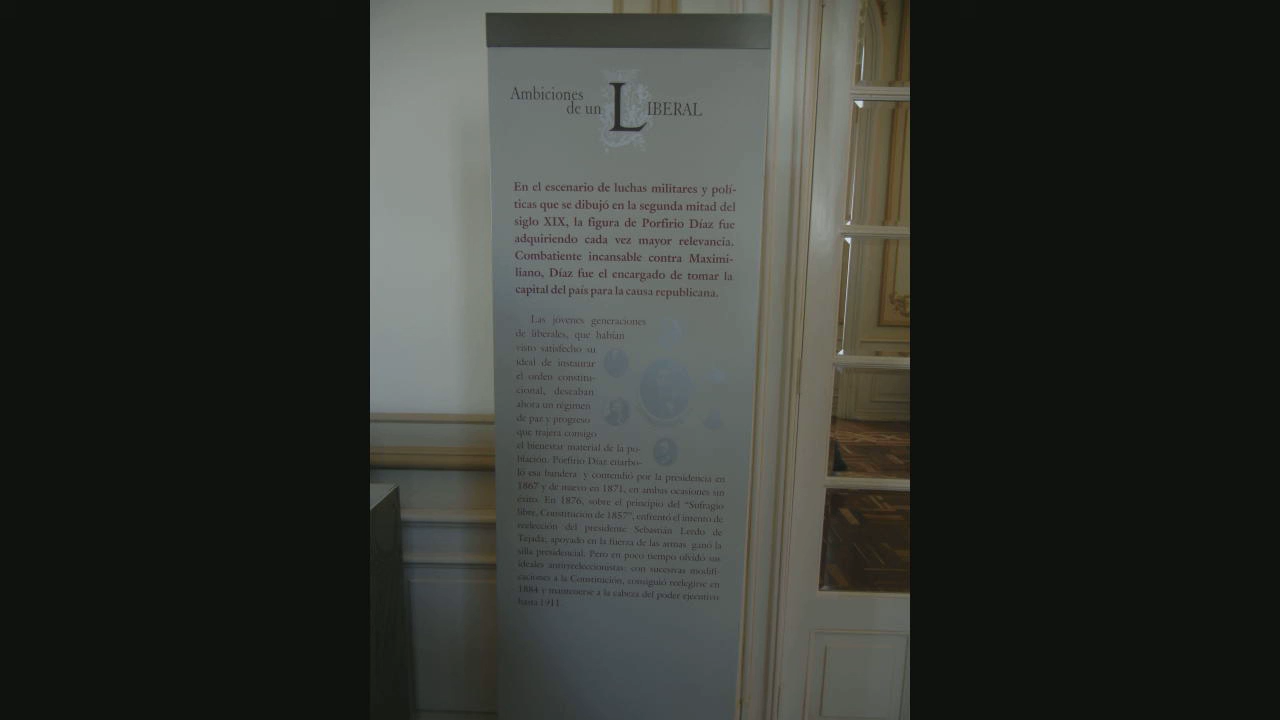 Ambiciones
de un LIBERAL
En el escenario de luchas militares y polí-
ticas que se dibujó en la segunda mitad del
siglo XIX, la figura de Porfirio Díaz fue
adquiriendo cada vez mayor relevancia.
Combatiente incansable contra Maximi-
liano, Díaz fue el encargado de tomar la
capital del país para la causa republicana.
Las jóvenes generaciones
de liberales, que habían
visto satisfecho su
ideal de instaurar
el orden constitu-
cional, deseaban
ahora un régimen
de paz y progreso
que trajera consigo
el bienestar material de la po-
blación. Porfirio Díaz enarbo-
ló esa bandera y contendió por la presidencia en
1867 y de nuevo en 1871, en ambas ocasiones sin
éxito. En 1876, sobre el principio del "Sufragio
libre, Constitución de 1857", enfrentó el intento de
reelección del presidente Sebastián Lerdo de
Tejada; apoyado en la fuerza de las armas ganó la
silla presidencial. Pero en poco tiempo olvidó sus
ideales antirreeleccionistas: con sucesivas modifi-
caciones a la Constitución, consiguió reelegirse en
1884 y mantenerse a la cabeza del poder ejecutivo
hasta 1911